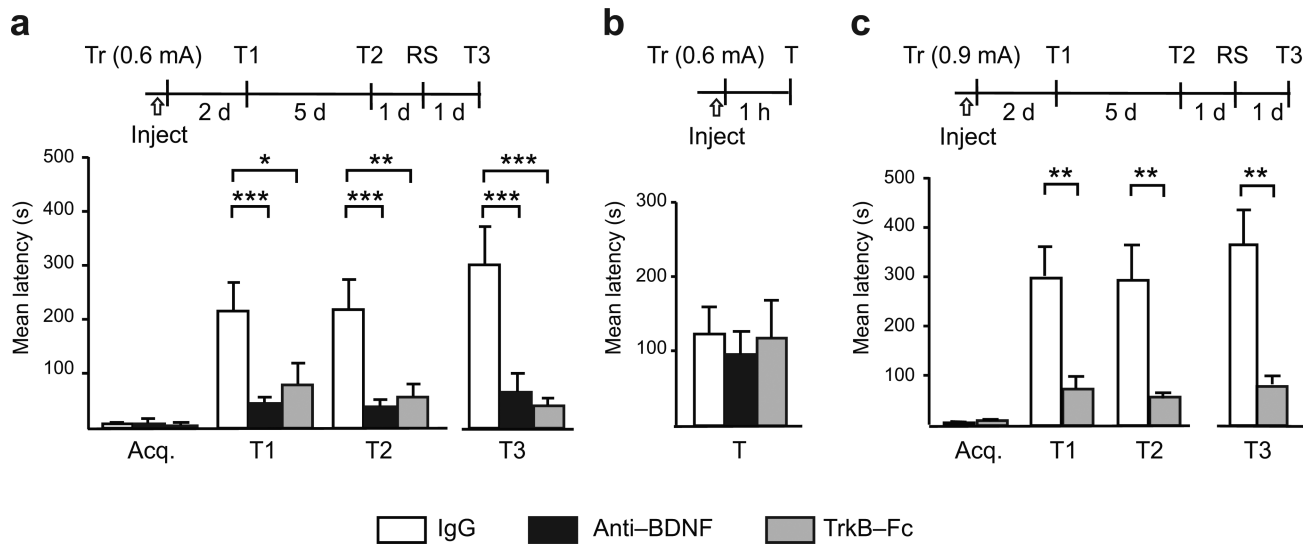 a
Tr (0.6 mA) T1 T2 RS T3
2 d 5 d 1 d 1 d
Inject
Mean latency (s)
500
400
300
200
100
* ** ***
*** *** ***
Acq. T1 T2 T3
b
Tr (0.6 mA) T
1 h
Inject
Mean latency (s)
300
200
100
T
c
Tr (0.9 mA) T1 T2 RS T3
2 d 5 d 1 d 1 d
Inject
Mean latency (s)
500
400
300
200
100
** ** **
Acq. T1 T2 T3
IgG Anti–BDNF TrkB–Fc